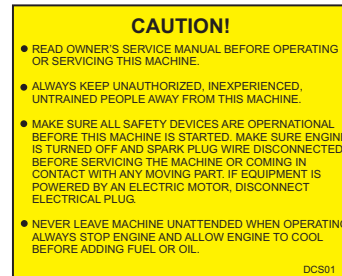 CAUTION!
● READ OWNER'S SERVICE MANUAL BEFORE OPERATING
OR SERVICING THIS MACHINE.
● ALWAYS KEEP UNAUTHORIZED, INEXPERIENCED,
UNTRAINED PEOPLE AWAY FROM THIS MACHINE.
● MAKE SURE ALL SAFETY DEVICES ARE OPERNATIONAL
BEFORE THIS MACHINE IS STARTED. MAKE SURE ENGINE
IS TURNED OFF AND SPARK PLUG WIRE DISCONNECTED
BEFORE SERVICING THE MACHINE OR COMING IN
CONTACT WITH ANY MOVING PART. IF EQUIPMENT IS
POWERED BY AN ELECTRIC MOTOR, DISCONNECT
ELECTRICAL PLUG.
● NEVER LEAVE MACHINE UNATTENDED WHEN OPERATING
ALWAYS STOP ENGINE AND ALLOW ENGINE TO COOL
BEFORE ADDING FUEL OR OIL.
DCS01